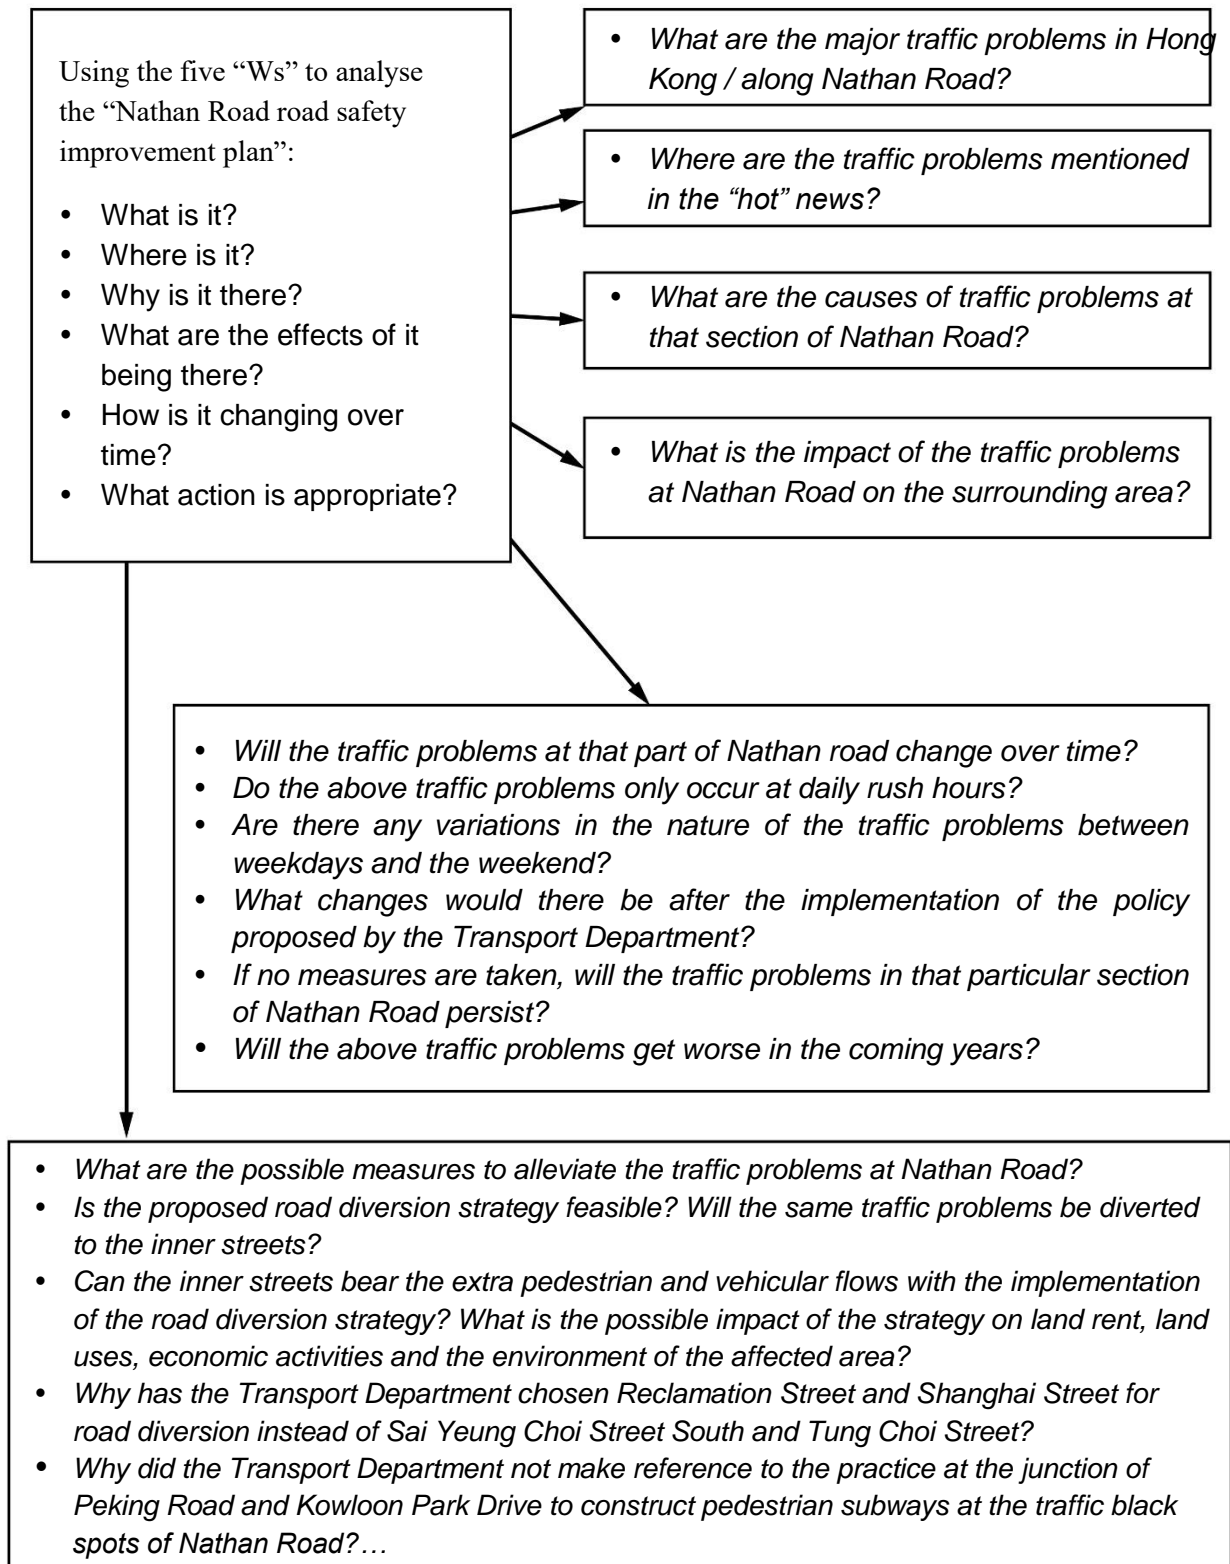 Using the five “Ws” to analyse
the “Nathan Road road safety
improvement plan”:
• What is it?
• Where is it?
• Why is it there?
• What are the effects of it
being there?
• How is it changing over
time?
• What action is appropriate?
• What are the major traffic problems in Hong
Kong / along Nathan Road?
• Where are the traffic problems mentioned
in the “hot” news?
• What are the causes of traffic problems at
that section of Nathan Road?
• What is the impact of the traffic problems
at Nathan Road on the surrounding area?
• Will the traffic problems at that part of Nathan road change over time?
• Do the above traffic problems only occur at daily rush hours?
• Are there any variations in the nature of the traffic problems between
weekdays and the weekend?
• What changes would there be after the implementation of the policy
proposed by the Transport Department?
• If no measures are taken, will the traffic problems in that particular section
of Nathan Road persist?
• Will the above traffic problems get worse in the coming years?
• What are the possible measures to alleviate the traffic problems at Nathan Road?
• Is the proposed road diversion strategy feasible? Will the same traffic problems be diverted
to the inner streets?
• Can the inner streets bear the extra pedestrian and vehicular flows with the implementation
of the road diversion strategy? What is the possible impact of the strategy on land rent, land
uses, economic activities and the environment of the affected area?
• Why has the Transport Department chosen Reclamation Street and Shanghai Street for
road diversion instead of Sai Yeung Choi Street South and Tung Choi Street?
• Why did the Transport Department not make reference to the practice at the junction of
Peking Road and Kowloon Park Drive to construct pedestrian subways at the traffic black
spots of Nathan Road?…